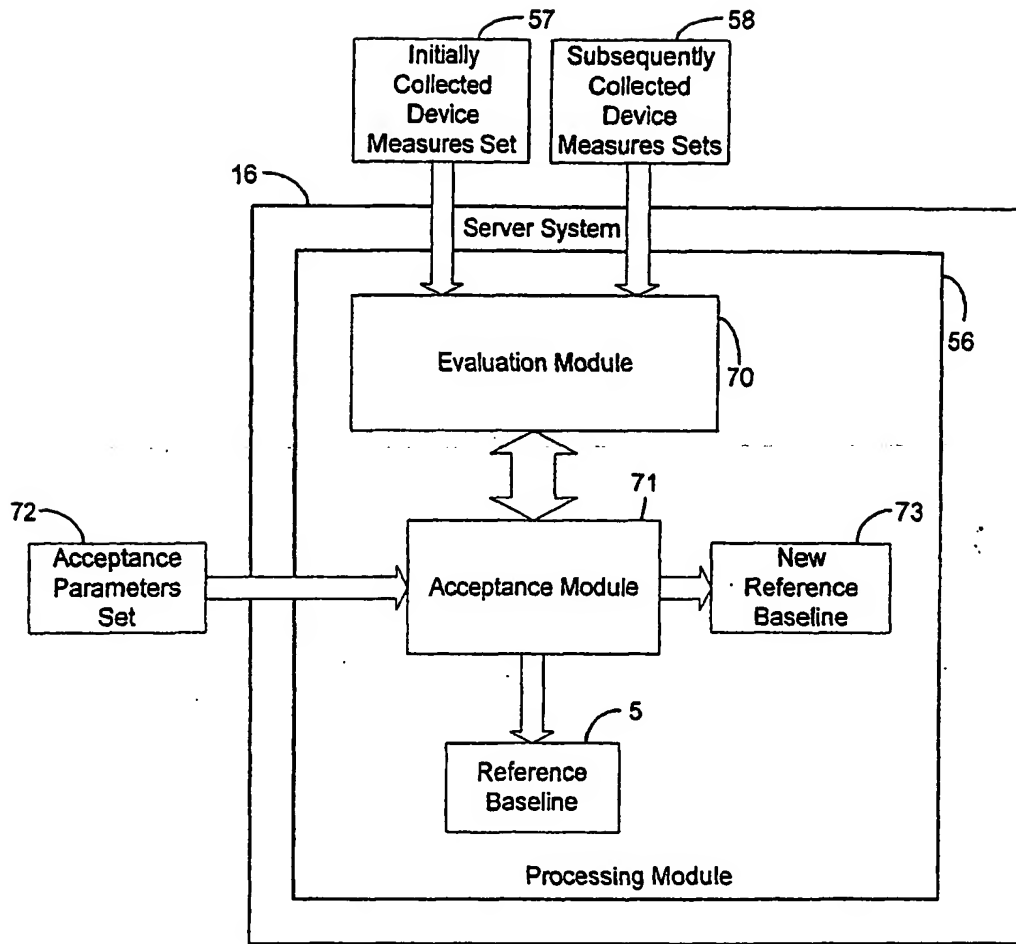 57
58
Initially
Collected
Device
Measures Set
Subsequently
Collected
Device
Measures Sets
16
Server System
56
Evaluation Module
70
71
72
73
Acceptance
Parameters
Set
Acceptance Module
New
Reference
Baseline
5
Reference
Baseline
Processing Module